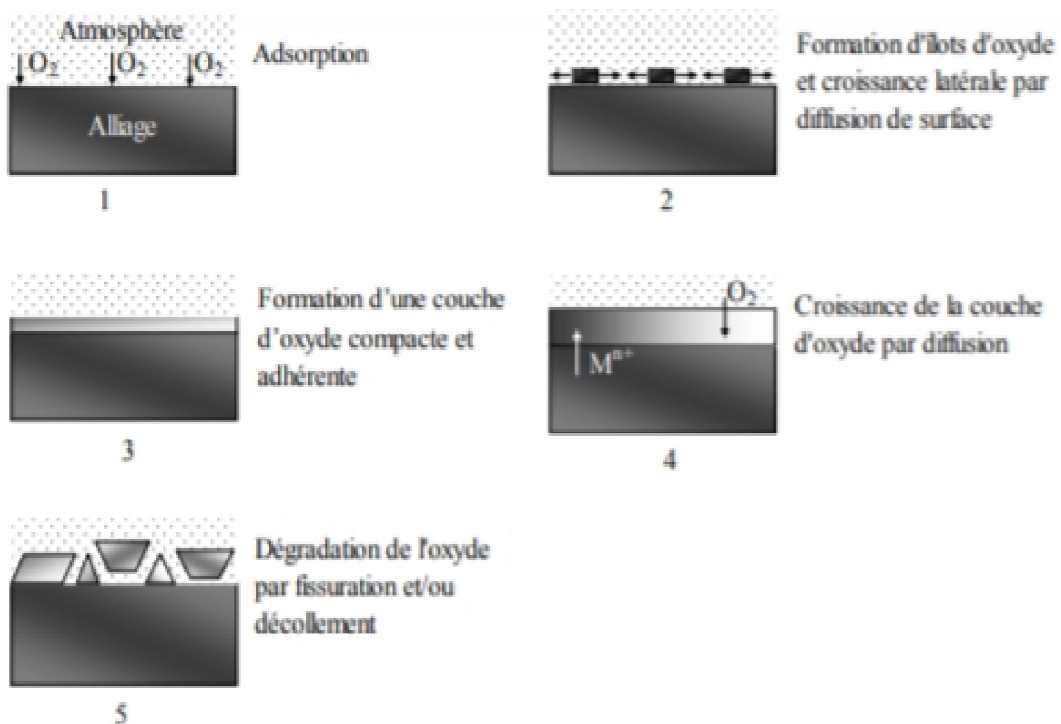 Atmosphère
O₂ O₂ O₂
Alliage
1
Adsorption
2
Formation d'îlots d'oxyde
et croissance latérale par
diffusion de surface
3
Formation d'une couche
d'oxyde compacte et
adhérente
O₂
Mⁿ⁺
4
Croissance de la couche
d'oxyde par diffusion
5
Dégradation de l'oxyde
par fissuration et/ou
décollement